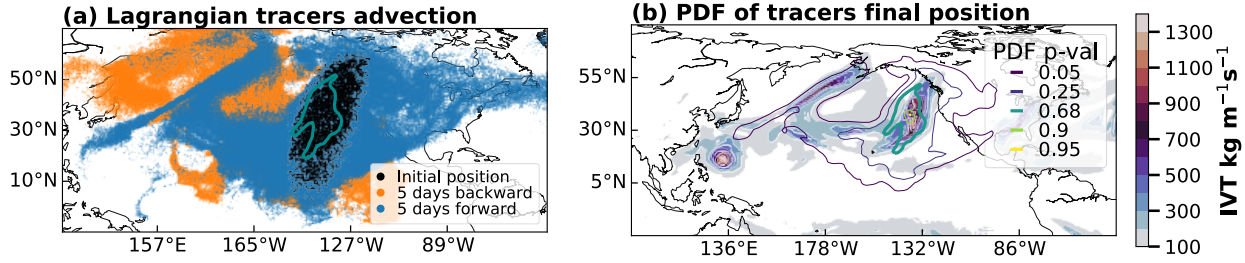 (a) Lagrangian tracers advection
50°N
30°N
10°N
157°E
165°W
127°W
89°W
Initial position
5 days backward
5 days forward
(b) PDF of tracers final position
55°N
30°N
5°N
136°E
178°W
132°W
86°W
PDF p-val
0.05
0.25
0.68
0.9
0.95
1300
1100
900
700
500
300
100
IVT kg m⁻¹s⁻¹